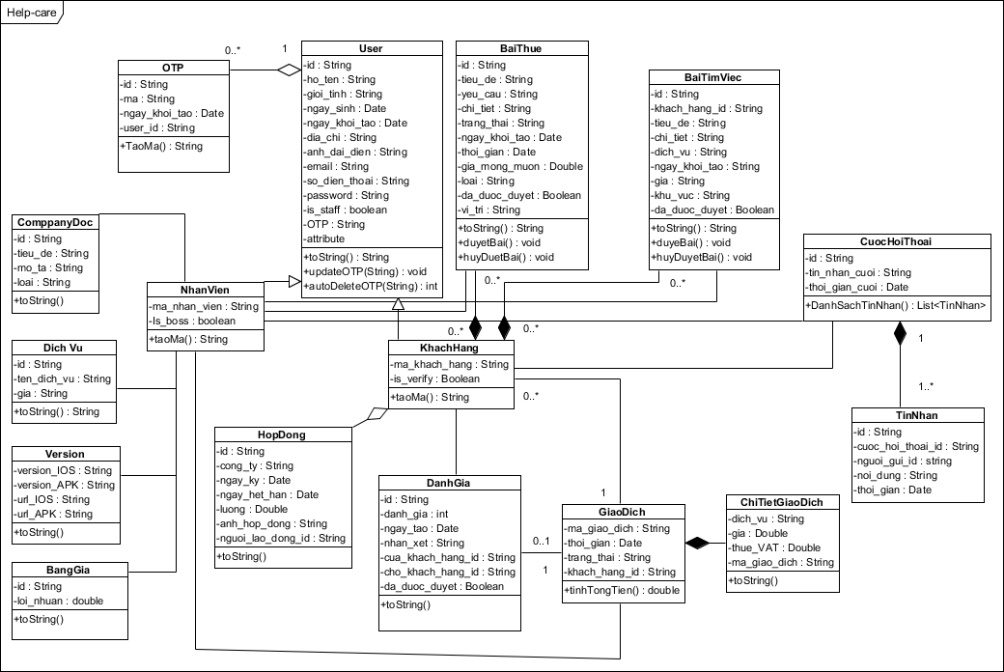 Help-care
OTP
-id : String
-ma : String
-ngay_khoi_tao : Date
-user_id : String
+TaoMa() : String
0..*
1
User
-id : String
-ho_ten : String
-gioi_tinh : String
-ngay_sinh : Date
-ngay_khoi_tao : Date
-dia_chi : String
-anh_dai_dien : String
-email : String
-so_dien_thoai : String
-password : String
-is_staff : boolean
-OTP : String
-attribute
+toString() : String
+updateOTP(String) : void
+autoDeleteOTP(String) : int
BaiThue
-id : String
-tieu_de : String
-yeu_cau : String
-chi_tiet : String
-trang_thai : String
-ngay_khoi_tao : Date
-thoi_gian : Date
-gia_mong_muon : Double
-loai : String
-da_duoc_duyet : Boolean
-vi_tri : String
+toString() : String
+duyetBai() : void
+huyDuetBai() : void
0..*
BaiTimViec
-id : String
-khach_hang_id : String
-tieu_de : String
-chi_tiet : String
-dich_vu : String
-ngay_khoi_tao : String
-gia : String
-khu_vuc : String
-da_duoc_duyet : Boolean
+toString() : String
+duyeBai() : void
+huyDuyetBai() : void
0..*
ComppanyDoc
-id : String
-tieu_de : String
-mo_ta : String
-loai : String
+toString()
CuocHoiThoai
-id : String
-tin_nhan_cuoi : String
-thoi_gian_cuoi : Date
+DanhSachTinNhan() : List<TinNhan>
1
1..*
NhanVien
-ma_nhan_vien : String
-Is_boss : boolean
+taoMa() : String
0..*
0..*
KhachHang
-ma_khach_hang : String
-is_verify : Boolean
+taoMa() : String
0..*
Dich Vu
-id : String
-ten_dich_vu : String
-gia : String
+toString() : String
TinNhan
-id : String
-cuoc_hoi_thoai_id : String
-nguoi_gui_id : string
-noi_dung : String
-thoi_gian : Date
HopDong
-id : String
-cong_ty : String
-ngay_ky : Date
-ngay_het_han : Date
-luong : Double
-anh_hop_dong : String
-nguoi_lao_dong_id : String
+toString()
Version
-version_IOS : String
-version_APK : String
-url_IOS : String
-url_APK : String
+toString()
DanhGia
-id : String
-danh_gia : int
-ngay_tao : Date
-nhan_xet : String
-cua_khach_hang_id : String
-cho_khach_hang_id : String
-da_duoc_duyet : Boolean
+toString()
0..1
1
1
GiaoDich
-ma_giao_dich : String
-thoi_gian : Date
-trang_thai : String
-khach_hang_id : String
+tinhTongTien() : double
ChiTietGiaoDich
-dich_vu : String
-gia : Double
-thue_VAT : Double
-ma_giao_dich : String
+toString()
BangGia
-id : String
-loi_nhuan : double
+toString()